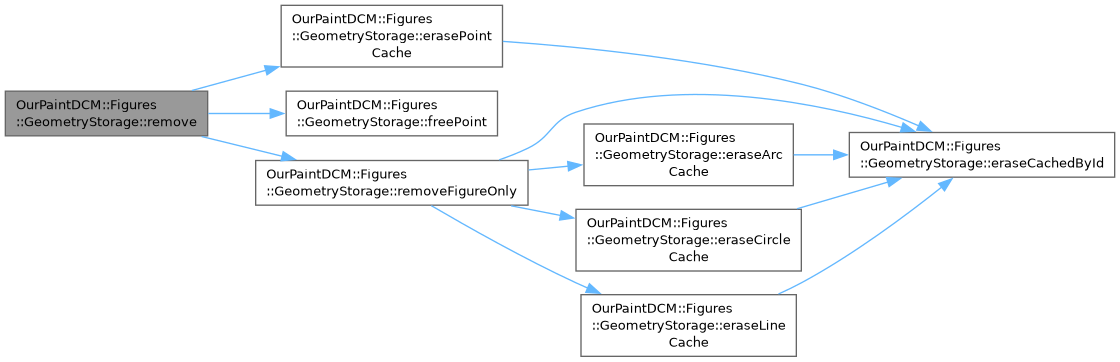 OurPaintDCM::Figures
::GeometryStorage::remove
OurPaintDCM::Figures
::GeometryStorage::erasePoint
Cache
OurPaintDCM::Figures
::GeometryStorage::freePoint
OurPaintDCM::Figures
::GeometryStorage::removeFigureOnly
OurPaintDCM::Figures
::GeometryStorage::eraseArc
Cache
OurPaintDCM::Figures
::GeometryStorage::eraseCircle
Cache
OurPaintDCM::Figures
::GeometryStorage::eraseLine
Cache
OurPaintDCM::Figures
::GeometryStorage::eraseCachedById